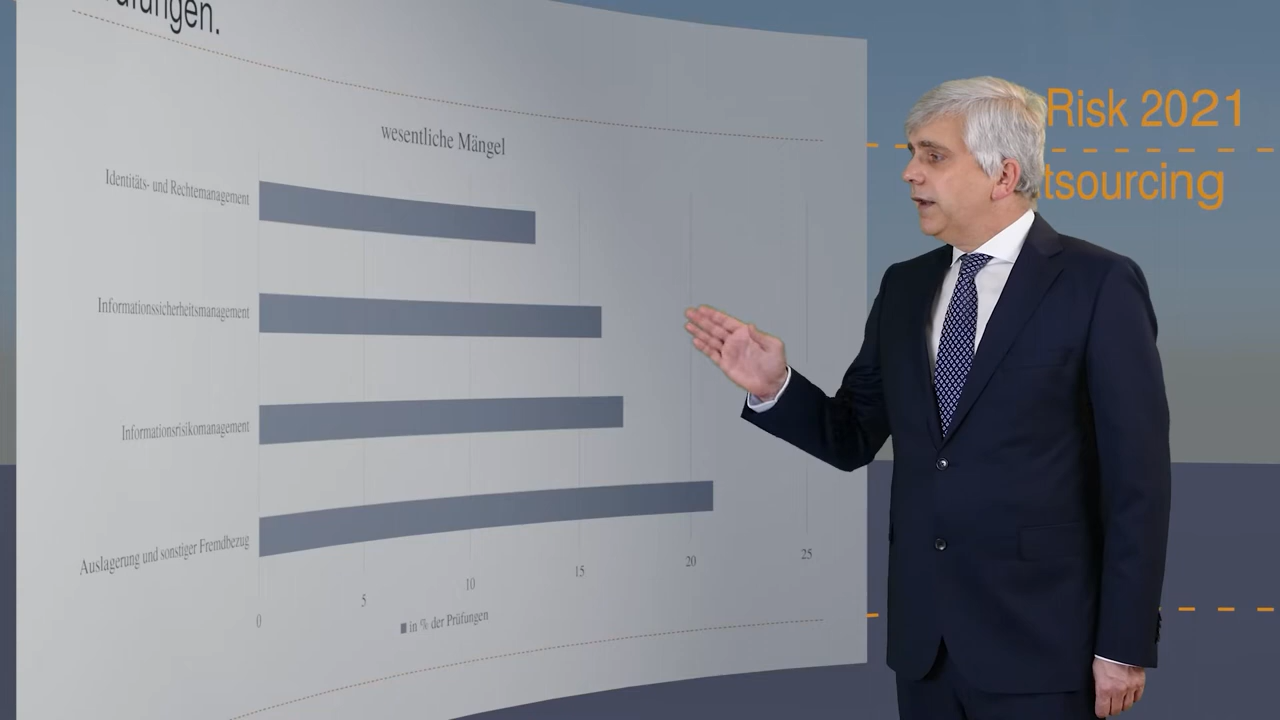 wesentliche Mängel
Identitäts- und Rechtemanagement
Informationssicherheitsmanagement
Informationsrisikomanagement
Auslagerung und sonstiger Fremdbezug
0
5
10
15
20
25
in % der Prüfungen
Risk 2021
tsourcing